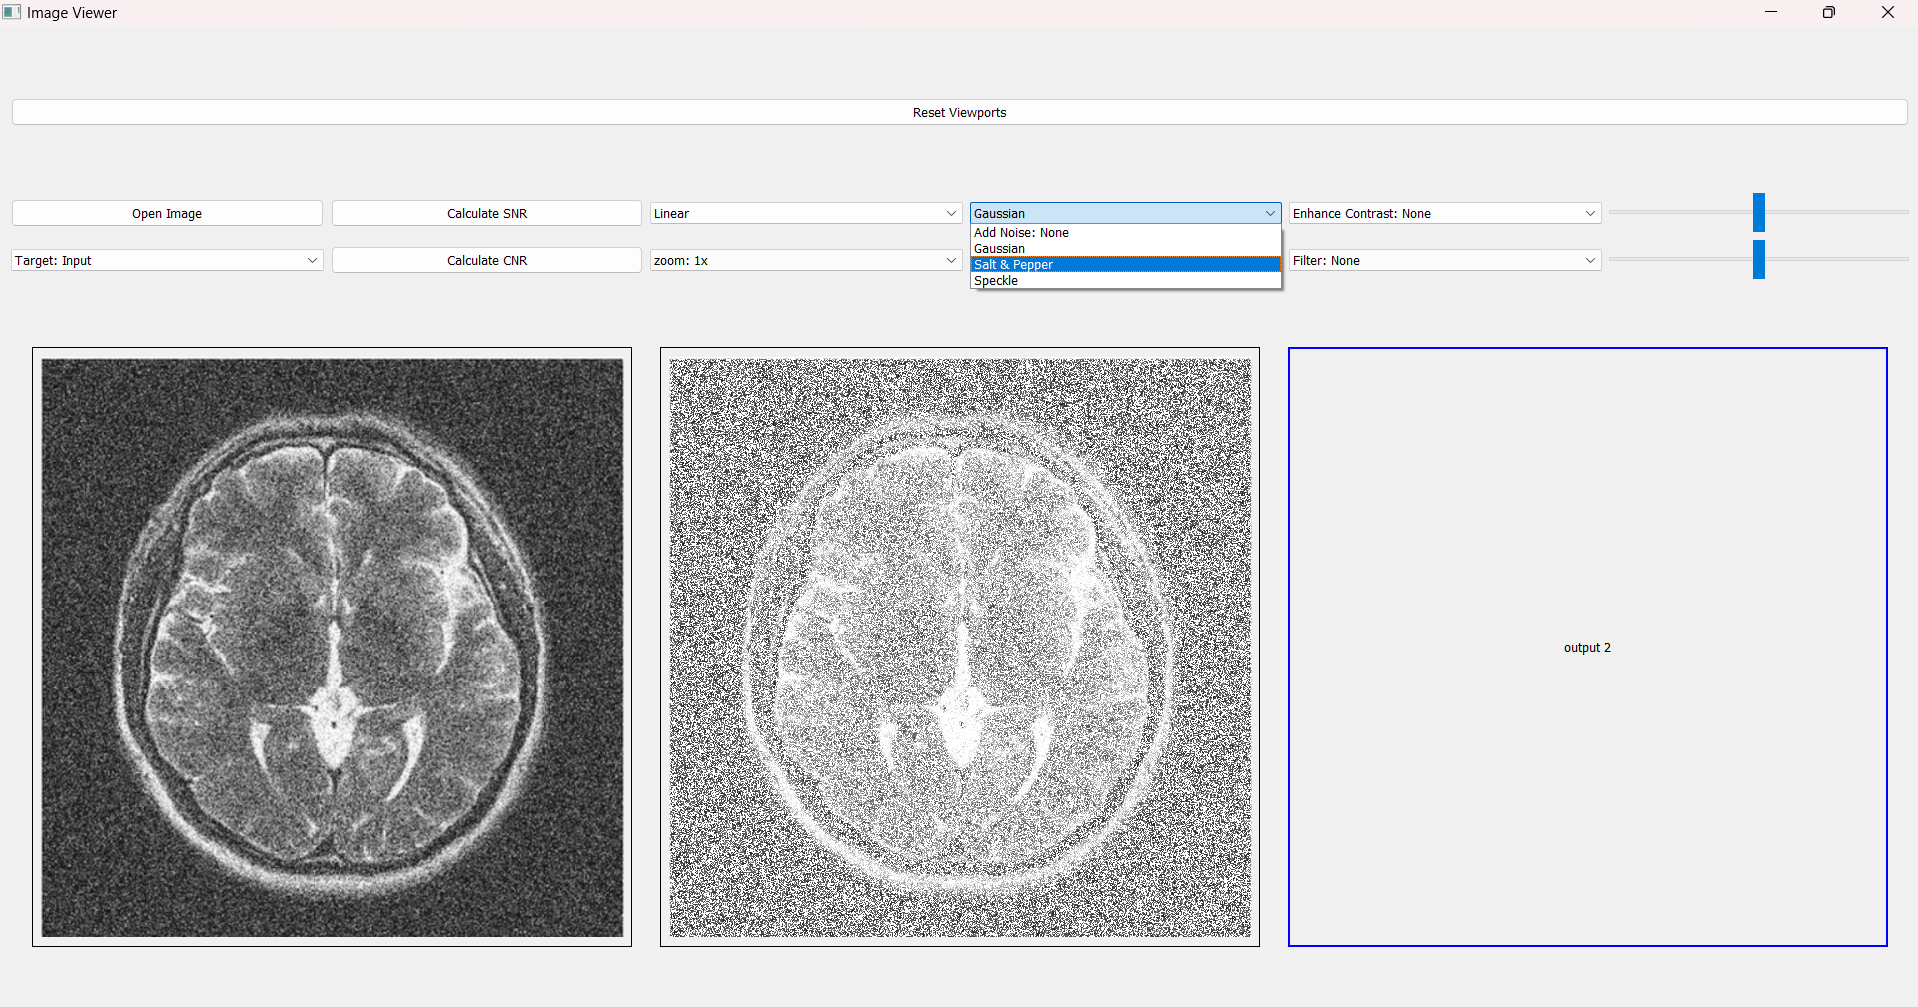 Image Viewer
Reset Viewports
Open Image
Calculate SNR
Linear
Gaussian
Enhance Contrast: None
Add Noise: None
Gaussian
Salt & Pepper
Speckle
Target: Input
Calculate CNR
zoom: 1x
Filter: None
output 2